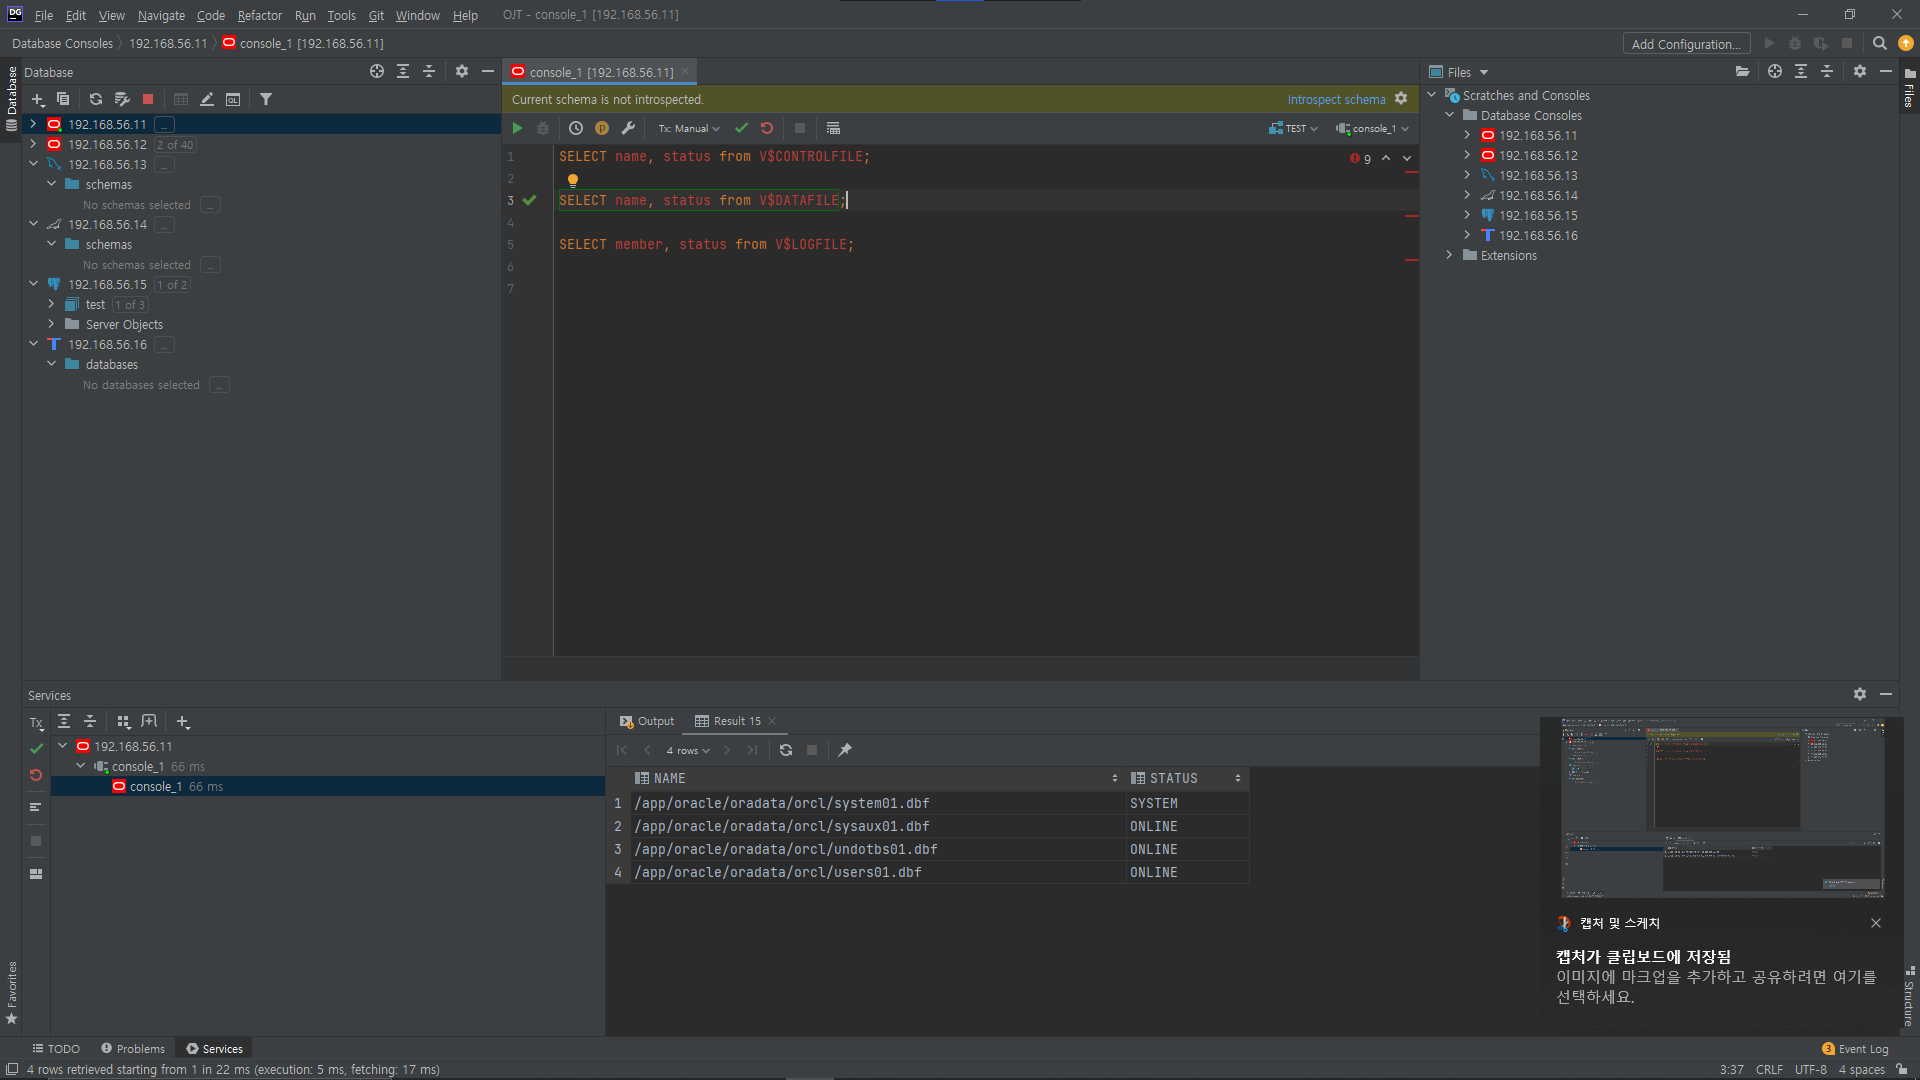 DG File Edit View Navigate Code Refactor Run Tools Git Window Help OJT - console_1 [192.168.56.11]
Database Consoles 192.168.56.11 console_1 [192.168.56.11] Add Configuration...
Database
Database
192.168.56.11 ...
192.168.56.12 2 of 40
192.168.56.13 ...
schemas
No schemas selected ...
192.168.56.14 ...
schemas
No schemas selected ...
192.168.56.15 1 of 2
test 1 of 3
Server Objects
192.168.56.16 ...
databases
No databases selected ...
console_1 [192.168.56.11]
Current schema is not introspected. Introspect schema
Tx: Manual TEST console_1
1 SELECT name, status from V$CONTROLFILE; 9
2
3 SELECT name, status from V$DATAFILE;
4
5 SELECT member, status from V$LOGFILE;
6
7
Files
Files
Scratches and Consoles
Database Consoles
192.168.56.11
192.168.56.12
192.168.56.13
192.168.56.14
192.168.56.15
192.168.56.16
Extensions
Services
Tx
192.168.56.11
console_1 66 ms
console_1 66 ms
Output Result 15
4 rows
NAME STATUS
1 /app/oracle/oradata/orcl/system01.dbf SYSTEM
2 /app/oracle/oradata/orcl/sysaux01.dbf ONLINE
3 /app/oracle/oradata/orcl/undotbs01.dbf ONLINE
4 /app/oracle/oradata/orcl/users01.dbf ONLINE
캡처 및 스케치
캡처가 클립보드에 저장됨
이미지에 마크업을 추가하고 공유하려면 여기를
선택하세요.
Favorites
Structure
TODO Problems Services 3 Event Log
4 rows retrieved starting from 1 in 22 ms (execution: 5 ms, fetching: 17 ms) 3:37 CRLF UTF-8 4 spaces